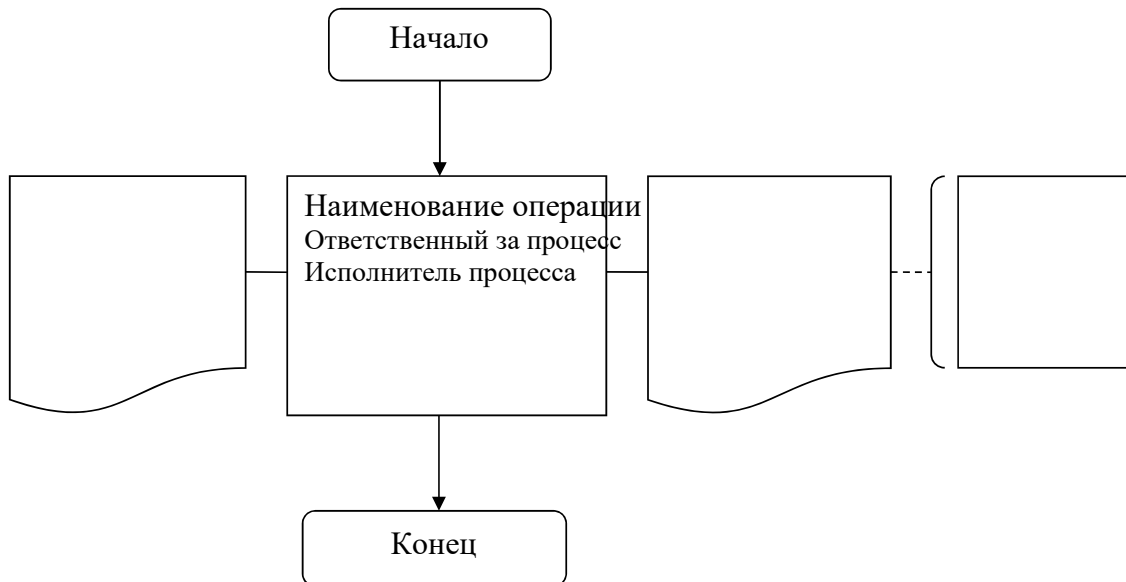 Начало
Наименование операции
Ответственный за процесс
Исполнитель процесса
Конец